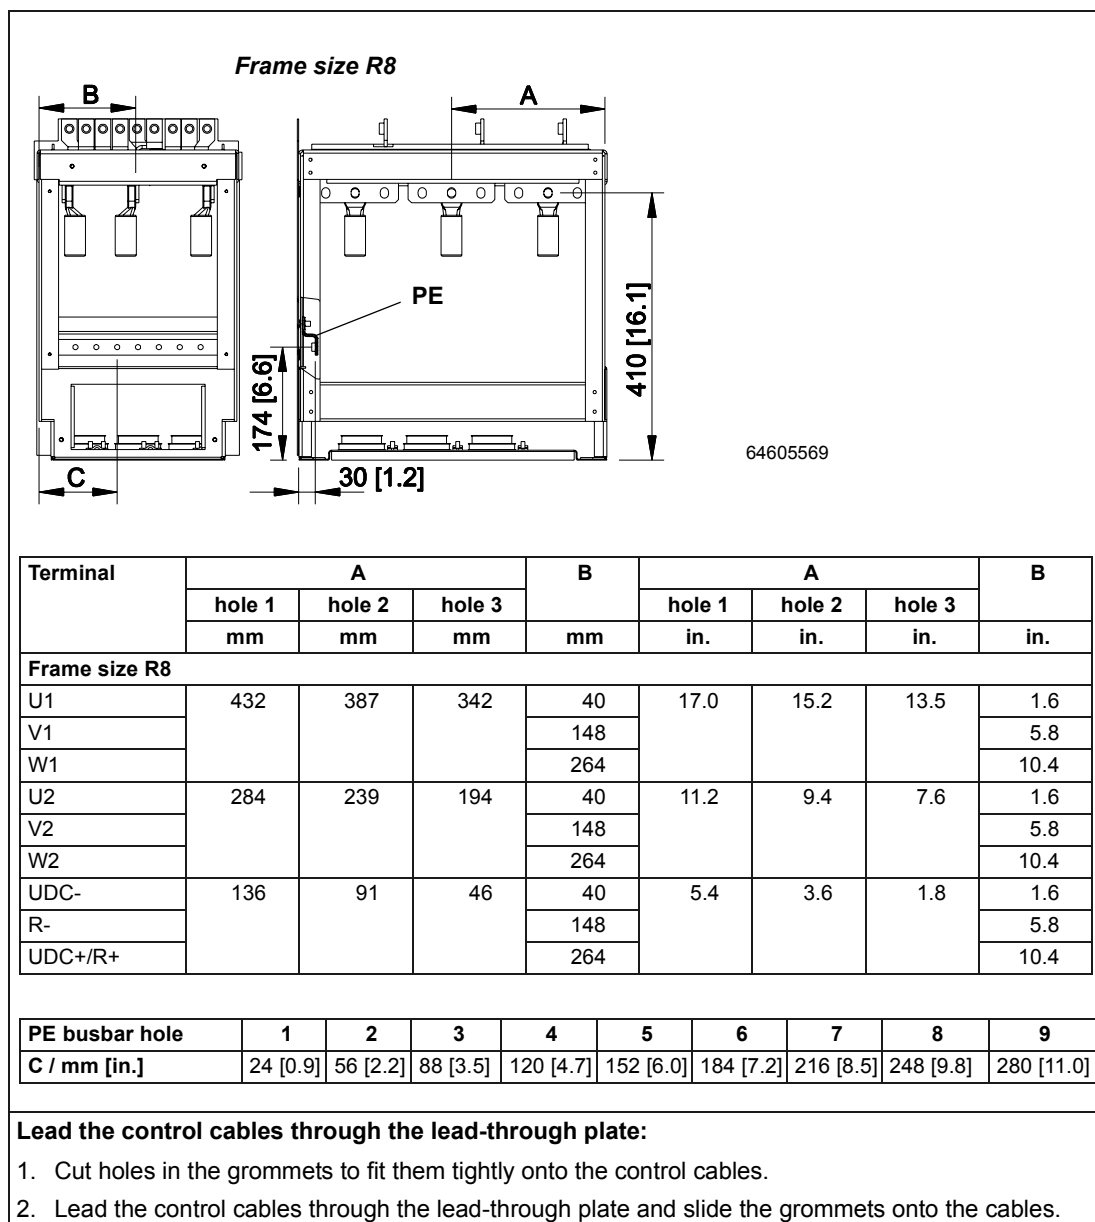 Frame size R8
B
A
PE
174 [6.6]
410 [16.1]
64605569
C
30 [1.2]
Terminal A B A B
hole 1 hole 2 hole 3 hole 1 hole 2 hole 3
mm mm mm mm in. in. in. in.
Frame size R8
U1 432 387 342 40 17.0 15.2 13.5 1.6
V1 148 5.8
W1 264 10.4
U2 284 239 194 40 11.2 9.4 7.6 1.6
V2 148 5.8
W2 264 10.4
UDC- 136 91 46 40 5.4 3.6 1.8 1.6
R- 148 5.8
UDC+/R+ 264 10.4
PE busbar hole 1 2 3 4 5 6 7 8 9
C / mm [in.] 24 [0.9] 56 [2.2] 88 [3.5] 120 [4.7] 152 [6.0] 184 [7.2] 216 [8.5] 248 [9.8] 280 [11.0]
Lead the control cables through the lead-through plate:
1. Cut holes in the grommets to fit them tightly onto the control cables.
2. Lead the control cables through the lead-through plate and slide the grommets onto the cables.